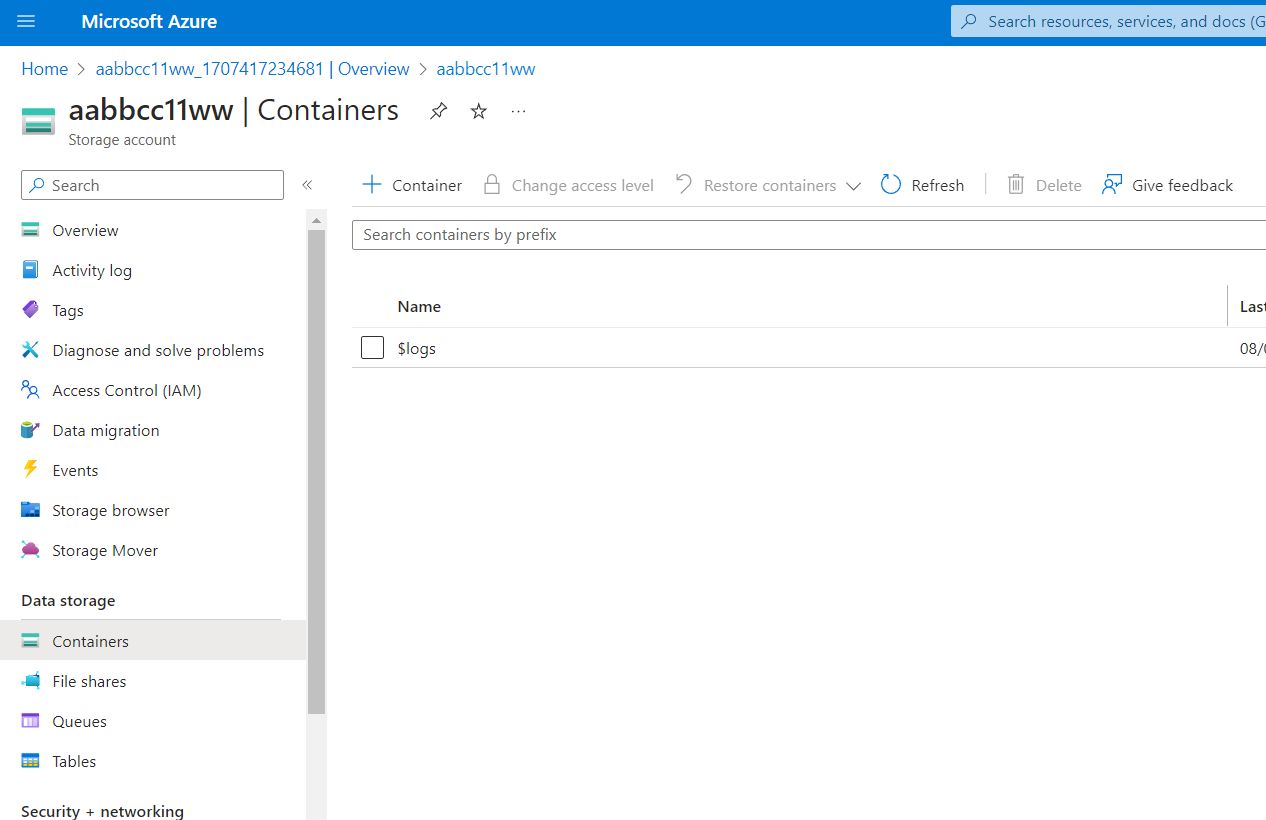 Microsoft Azure
Search resources, services, and docs (G
Home > aabbcc11ww_1707417234681 | Overview > aabbcc11ww
aabbcc11ww | Containers ...
Storage account
Search «
Container Change access level Restore containers Refresh Delete Give feedback
Search containers by prefix
Name Last
$logs 08/0
Overview
Activity log
Tags
Diagnose and solve problems
Access Control (IAM)
Data migration
Events
Storage browser
Storage Mover
Data storage
Containers
File shares
Queues
Tables
Security + networking